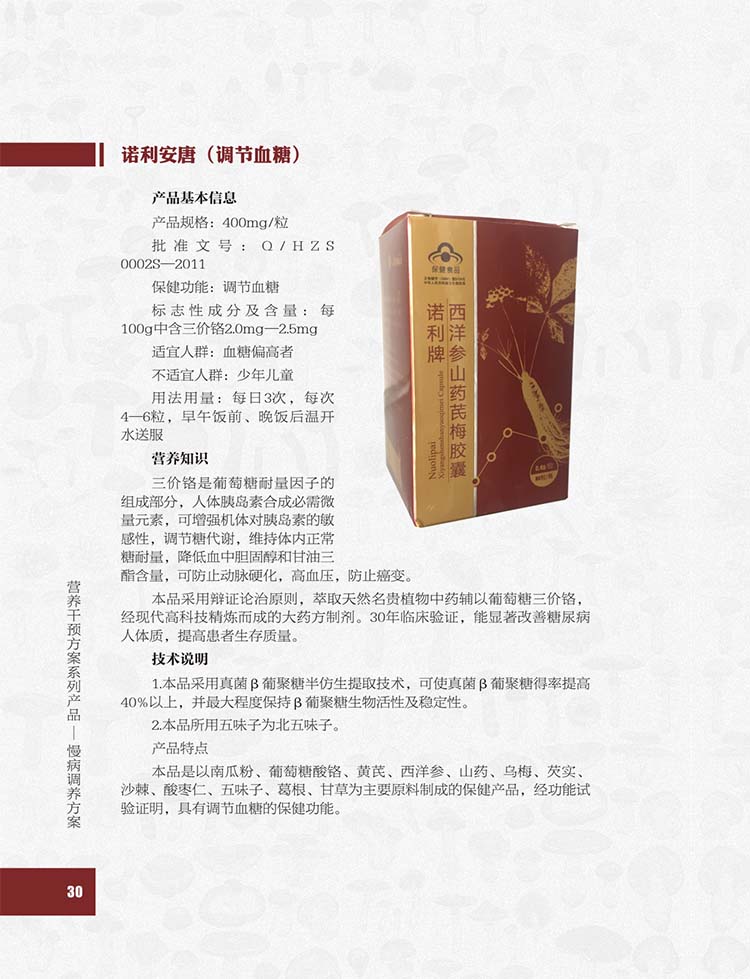 诺利安唐（调节血糖）
产品基本信息
产品规格：400mg/粒
批准文号：Q/HZS
0002S—2011
保健功能：调节血糖
标志性成分及含量：每
100g中含三价铬2.0mg—2.5mg
适宜人群：血糖偏高者
不适宜人群：少年儿童
用法用量：每日3次，每次
4—6粒，早午饭前、晚饭后温开
水送服
营养知识
三价铬是葡萄糖耐量因子的
组成部分，人体胰岛素合成必需微
量元素，可增强机体对胰岛素的敏
感性，调节糖代谢，维持体内正常
糖耐量，降低血中胆固醇和甘油三
酯含量，可防止动脉硬化，高血压，防止癌变。
本品采用辩证论治原则，萃取天然名贵植物中药辅以葡萄糖三价铬，
经现代高科技精炼而成的大药方制剂。30年临床验证，能显著改善糖尿病
人体质，提高患者生存质量。
技术说明
1.本品采用真菌β葡聚糖半仿生提取技术，可使真菌β葡聚糖得率提高
40%以上，并最大程度保持β葡聚糖生物活性及稳定性。
2.本品所用五味子为北五味子。
产品特点
本品是以南瓜粉、葡萄糖酸铬、黄芪、西洋参、山药、乌梅、芡实、
沙棘、酸枣仁、五味子、葛根、甘草为主要原料制成的保健产品，经功能试
验证明，具有调节血糖的保健功能。
保健食品
诺利牌
西洋参山药芪梅胶囊
Nuolipai
Xiyangshenshanyaoqimei Capsule
营养干预方案系列产品—慢病调养方案
30